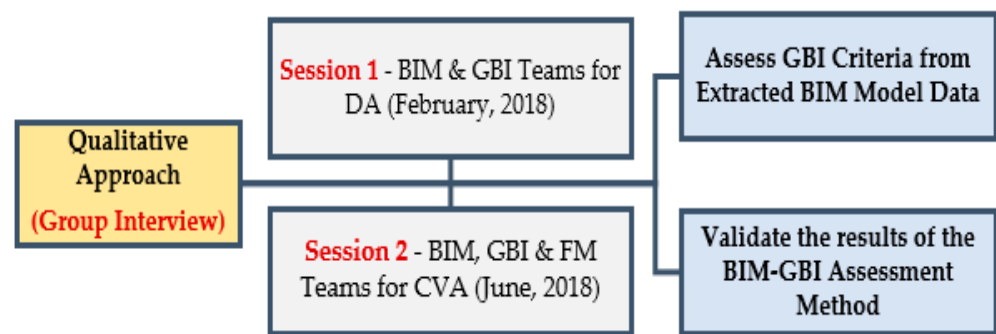 Qualitative
Approach
(Group Interview)
Session 1 - BIM & GBI Teams for
DA (February, 2018)
Session 2 - BIM, GBI & FM
Teams for CVA (June, 2018)
Assess GBI Criteria from
Extracted BIM Model Data
Validate the results of the
BIM-GBI Assessment
Method